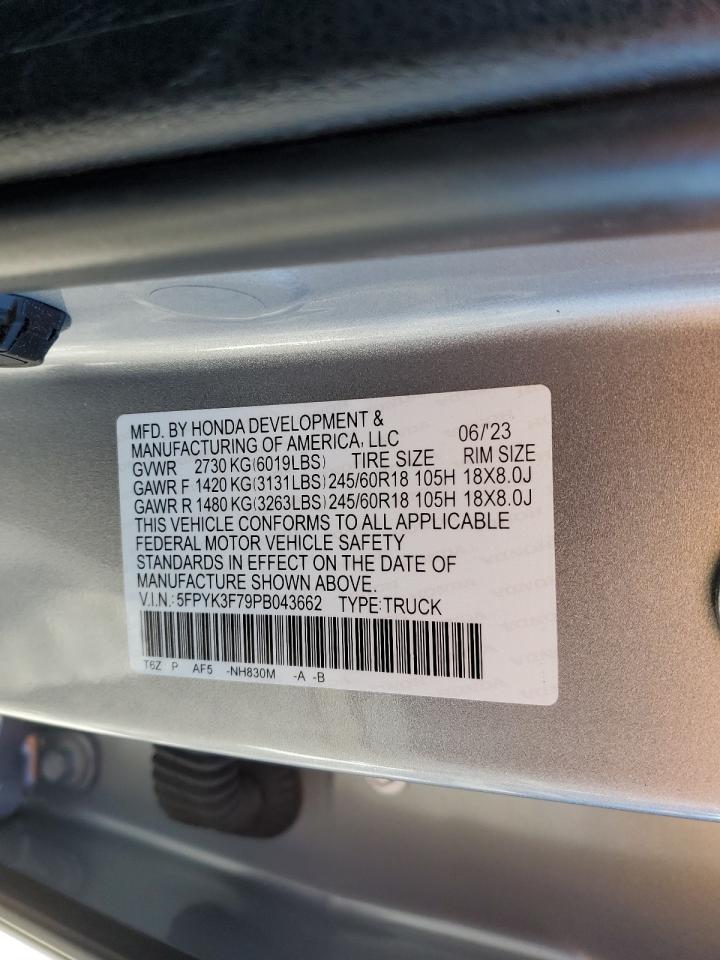 MFD. BY HONDA DEVELOPMENT &
MANUFACTURING OF AMERICA, LLC 06/'23
GVWR 2730 KG(6019LBS) TIRE SIZE RIM SIZE
GAWR F 1420 KG(3131LBS) 245/60R18 105H 18X8.0J
GAWR R 1480 KG(3263LBS) 245/60R18 105H 18X8.0J
THIS VEHICLE CONFORMS TO ALL APPLICABLE
FEDERAL MOTOR VEHICLE SAFETY
STANDARDS IN EFFECT ON THE DATE OF
MANUFACTURE SHOWN ABOVE.
V.I.N.:5FPYK3F79PB043662 TYPE:TRUCK
T6Z P AF5 -NH830M -A -B